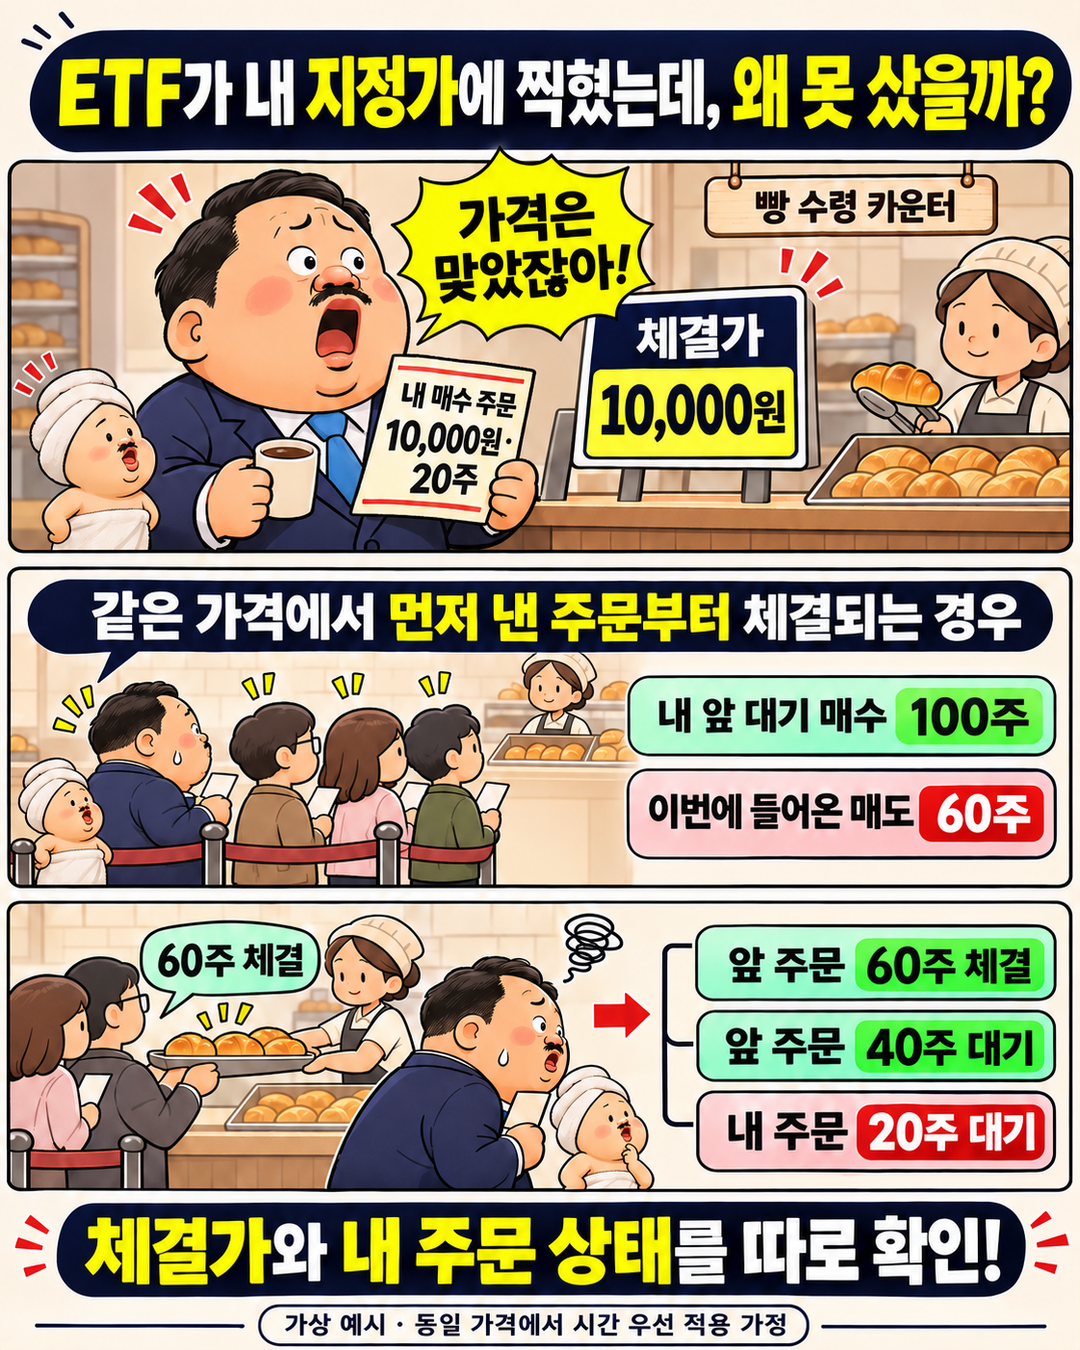 ETF가 내 지정가에 찍혔는데, 왜 못 샀을까?
가격은
맞았잖아!
빵 수령 카운터
체결가
10,000원
내 매수 주문
10,000원·
20주
같은 가격에서 먼저 낸 주문부터 체결되는 경우
내 앞 대기 매수 100주
이번에 들어온 매도 60주
60주 체결
앞 주문 60주 체결
앞 주문 40주 대기
내 주문 20주 대기
체결가와 내 주문 상태를 따로 확인!
가상 예시 · 동일 가격에서 시간 우선 적용 가정